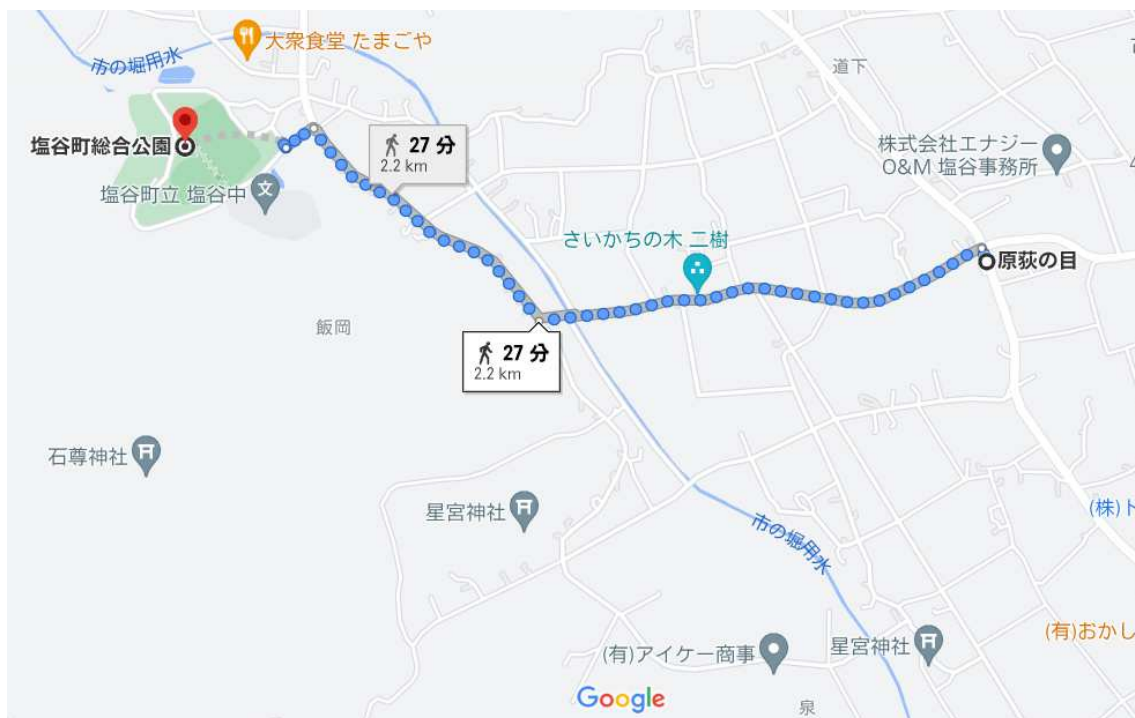 大衆食堂 たまごや
市の堀用水
道下
塩谷町総合公園
27 分
2.2 km
株式会社エナジー
O&M 塩谷事務所
塩谷町立 塩谷中
文
さいかちの木 二樹
原荻の目
飯岡
27 分
2.2 km
石尊神社
星宮神社
(株)ト
市の堀用水
(有)おかし
(有)アイケー商事
星宮神社
Google
泉